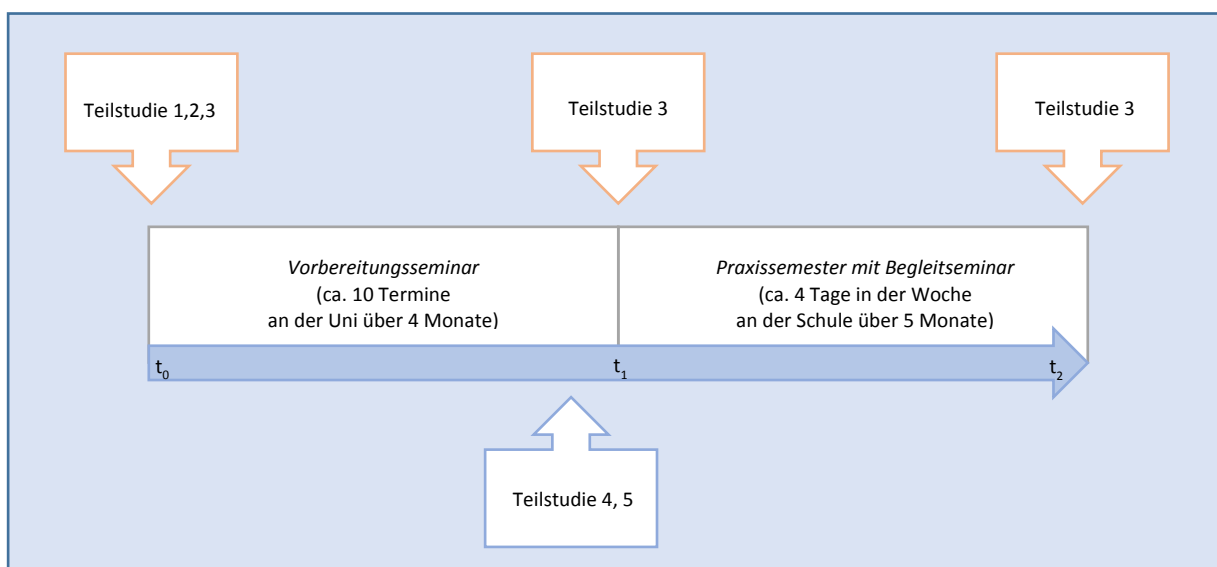 Teilstudie 1,2,3
Teilstudie 3
Teilstudie 3
Vorbereitungsseminar
(ca. 10 Termine
an der Uni über 4 Monate)
Praxissemester mit Begleitseminar
(ca. 4 Tage in der Woche
an der Schule über 5 Monate)
t0
t1
t2
Teilstudie 4, 5